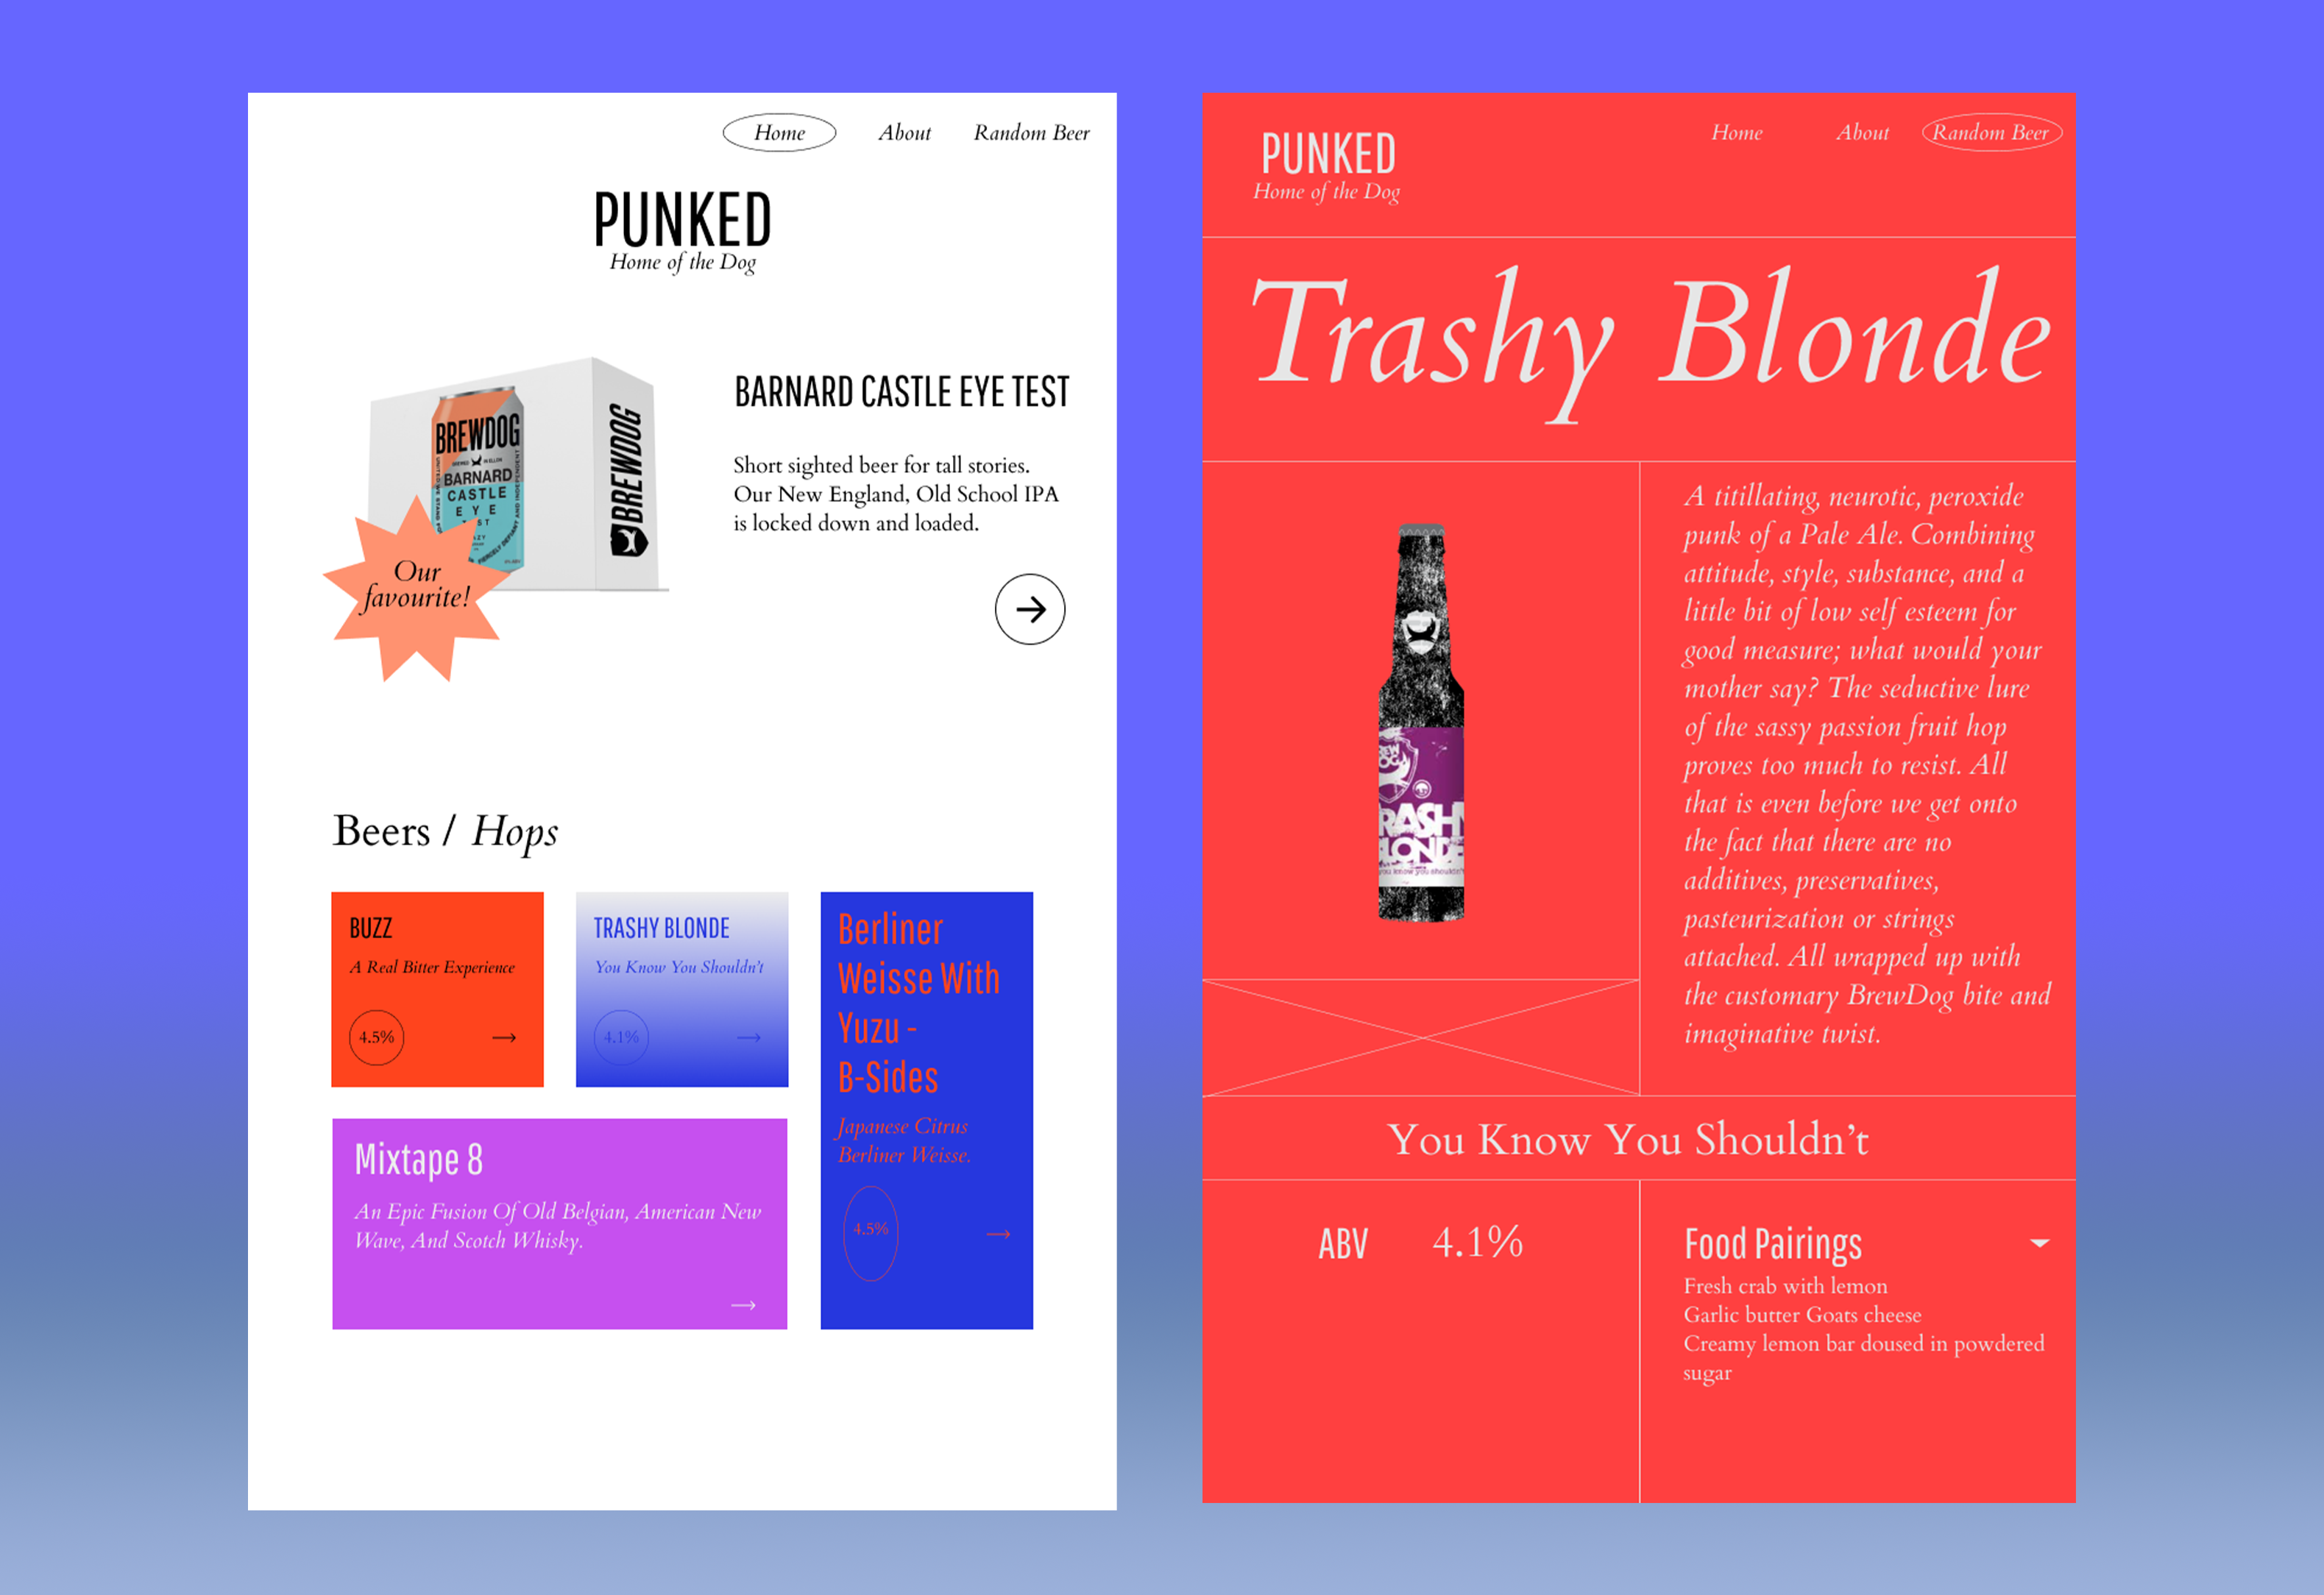 Home About Random Beer
PUNKED
Home of the Dog
BREWDOG
BARNARD
CASTLE
EYE
BREWDOG
Our
favourite!
BARNARD CASTLE EYE TEST
Short sighted beer for tall stories.
Our New England, Old School IPA
is locked down and loaded.
Beers / Hops
BUZZ
A Real Bitter Experience
4.5%
TRASHY BLONDE
You Know You Shouldn't
4.1%
Berliner
Weisse With
Yuzu -
B-Sides
Japanese Citrus
Berliner Weisse.
4.5%
Mixtape 8
An Epic Fusion Of Old Belgian, American New
Wave, And Scotch Whisky.
PUNKED
Home of the Dog
Home About Random Beer
Trashy Blonde
RASH
LONDE
you know you shouldn't
A titillating, neurotic, peroxide
punk of a Pale Ale. Combining
attitude, style, substance, and a
little bit of low self esteem for
good measure; what would your
mother say? The seductive lure
of the sassy passion fruit hop
proves too much to resist. All
that is even before we get onto
the fact that there are no
additives, preservatives,
pasteurization or strings
attached. All wrapped up with
the customary BrewDog bite and
imaginative twist.
You Know You Shouldn't
ABV 4.1%
Food Pairings
Fresh crab with lemon
Garlic butter Goats cheese
Creamy lemon bar doused in powdered
sugar